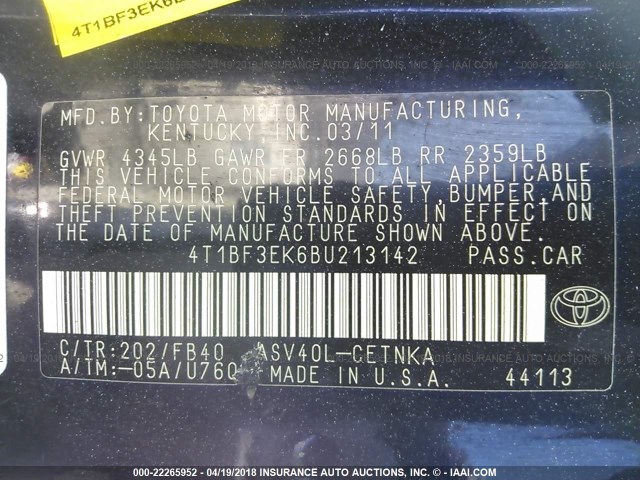 4T1BF3EK6B
MFD.BY:TOYOTA MOTOR MANUFACTURING,
KENTUCKY,INC.03/11
GVWR 4345LB GAWR FR 2668LB RR 2359LB
THIS VEHICLE CONFORMS TO ALL APPLICABLE
FEDERAL MOTOR VEHICLE SAFETY,BUMPER,AND
THEFT PREVENTION STANDARDS IN EFFECT ON
THE DATE OF MANUFACTURE SHOWN ABOVE.
4T1BF3EK6BU213142 PASS.CAR
C/TR:202/FB40 ASV40L-CETNKA
A/TM:-05A/U760 MADE IN U.S.A. 44113
000-22265952 - 04/19/2018 - INSURANCE AUTO AUCTIONS INC. - © - IAAI.COM